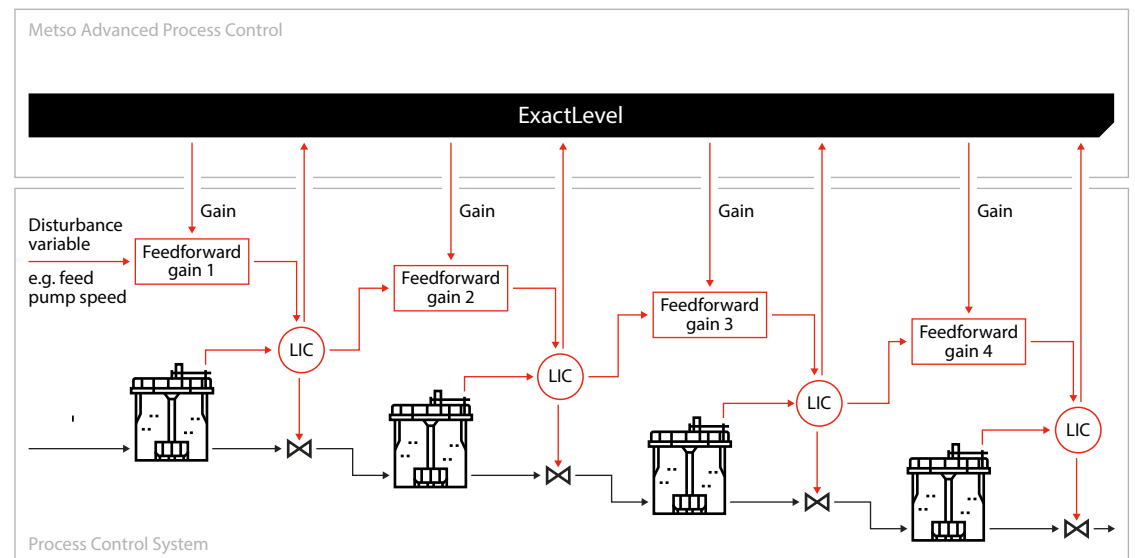 Metso Advanced Process Control
ExactLevel
Gain
Gain
Gain
Gain
Disturbance
variable
e.g. feed
pump speed
Feedforward
gain 1
Feedforward
gain 2
Feedforward
gain 3
Feedforward
gain 4
LIC
LIC
LIC
LIC
Process Control System